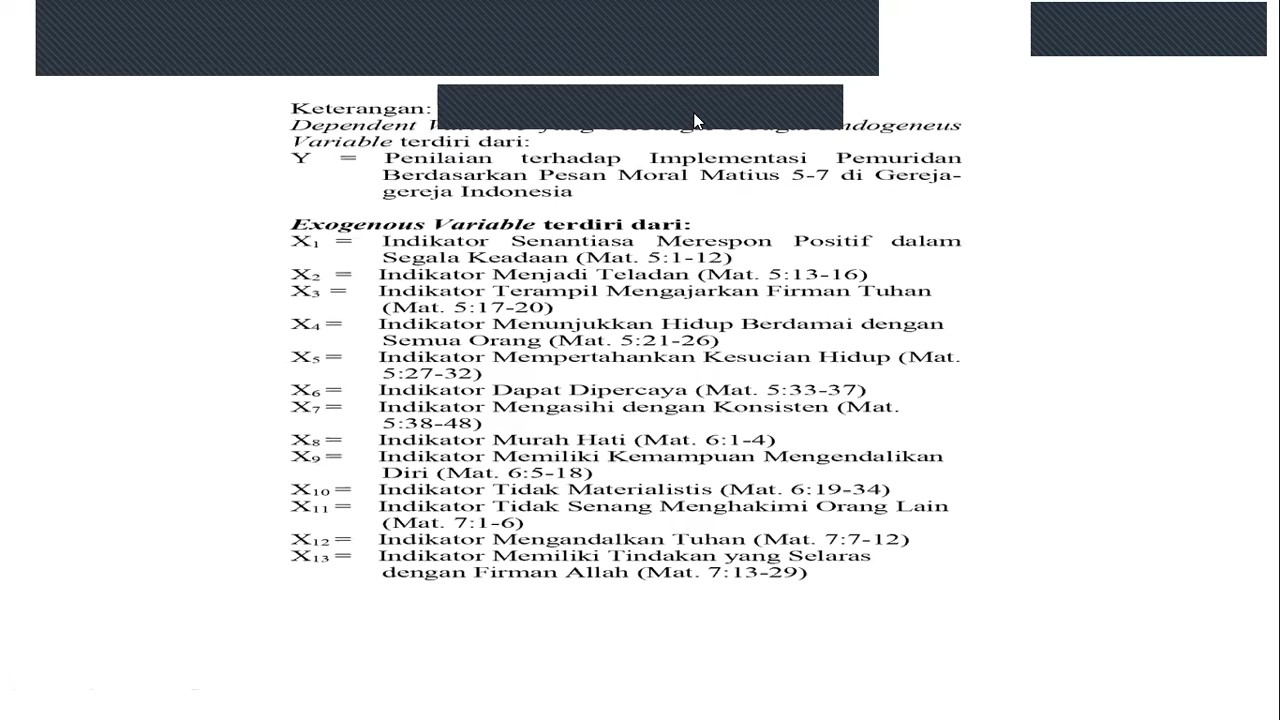 Keterangan:
Dependent Endogeneus
Variable terdiri dari:
Y = Penilaian terhadap Implementasi Pemuridan
Berdasarkan Pesan Moral Matius 5-7 di Gereja-
gereja Indonesia
Exogenous Variable terdiri dari:
X₁ = Indikator Senantiasa Merespon Positif dalam
Segala Keadaan (Mat. 5:1-12)
X₂ = Indikator Menjadi Teladan (Mat. 5:13-16)
X₃ = Indikator Terampil Mengajarkan Firman Tuhan
(Mat. 5:17-20)
X₄ = Indikator Menunjukkan Hidup Berdamai dengan
Semua Orang (Mat. 5:21-26)
X₅ = Indikator Mempertahankan Kesucian Hidup (Mat.
5:27-32)
X₆ = Indikator Dapat Dipercaya (Mat. 5:33-37)
X₇ = Indikator Mengasihi dengan Konsisten (Mat.
5:38-48)
X₈ = Indikator Murah Hati (Mat. 6:1-4)
X₉ = Indikator Memiliki Kemampuan Mengendalikan
Diri (Mat. 6:5-18)
X₁₀ = Indikator Tidak Materialistis (Mat. 6:19-34)
X₁₁ = Indikator Tidak Senang Menghakimi Orang Lain
(Mat. 7:1-6)
X₁₂ = Indikator Mengandalkan Tuhan (Mat. 7:7-12)
X₁₃ = Indikator Memiliki Tindakan yang Selaras
dengan Firman Allah (Mat. 7:13-29)